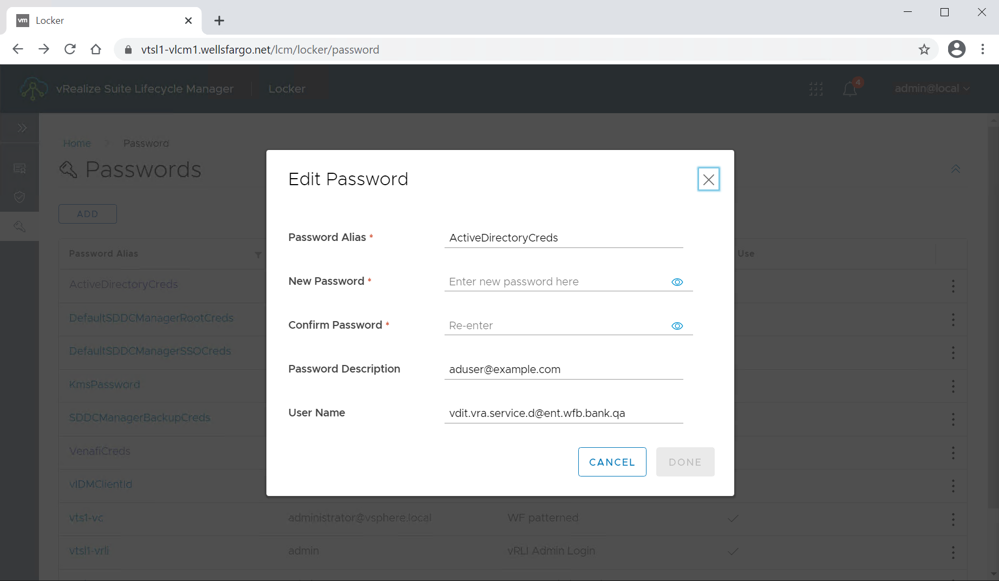 vm Locker
vtsl1-vlcm1.wellsfargo.net/lcm/locker/password
vRealize Suite Lifecycle Manager Locker 4 admin@local
Home Password
Passwords
ADD
Password Alias Use
ActiveDirectoryCreds
DefaultSDDCManagerRootCreds
DefaultSDDCManagerSSOCreds
KmsPassword
SDDCManagerBackupCreds
VenafiCreds
vIDMClientId
vts1-vc administrator@vsphere.local WF patterned
vtsl1-vrli admin vRLI Admin Login
Edit Password
Password Alias * ActiveDirectoryCreds
New Password * Enter new password here
Confirm Password * Re-enter
Password Description aduser@example.com
User Name vdit.vra.service.d@ent.wfb.bank.qa
CANCEL DONE